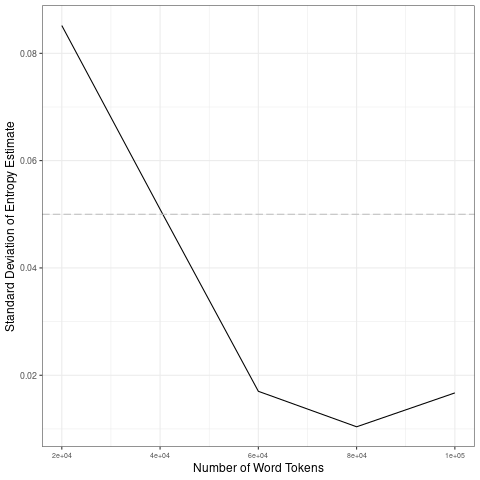 Standard Deviation of Entropy Estimate
0.08
0.06
0.04
0.02
2e+04 4e+04 6e+04 8e+04 1e+05
Number of Word Tokens